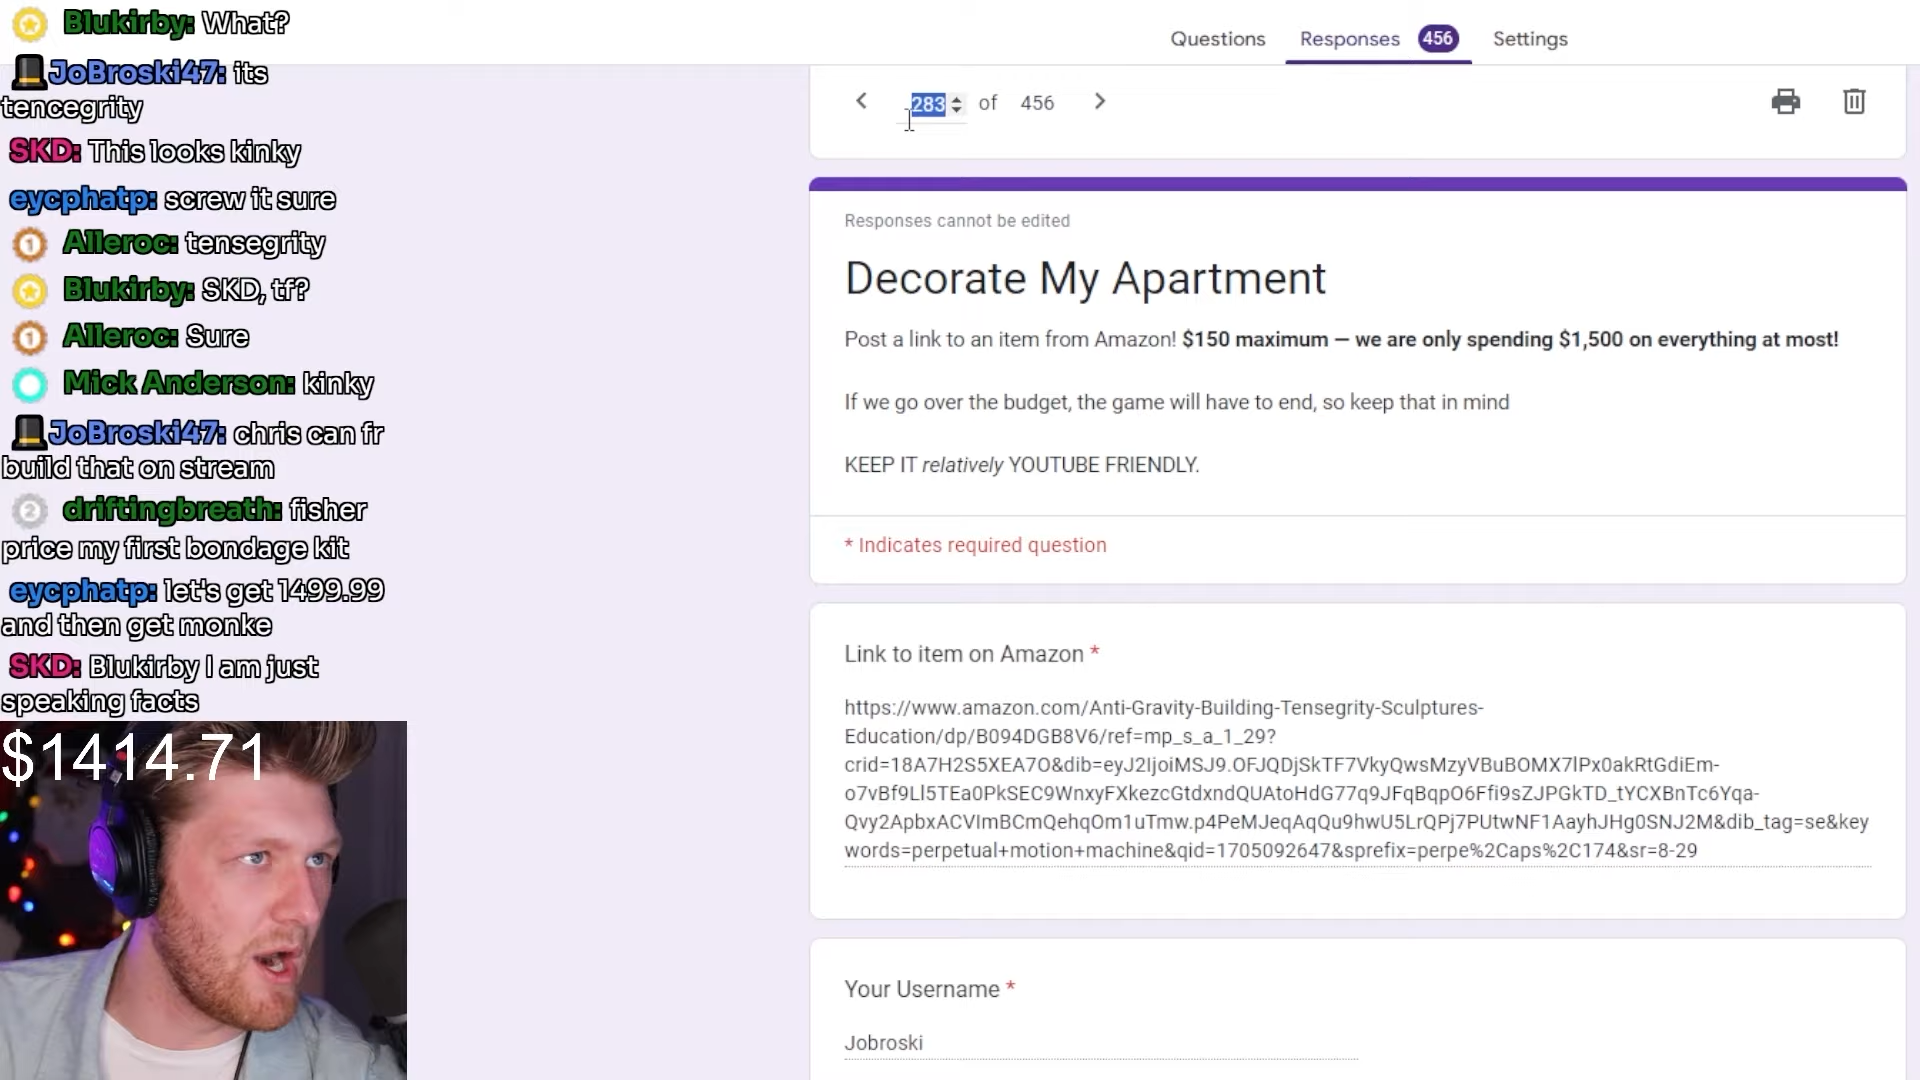 Blukirby: What?
JoBroski47: its
tencegrity
SKD: This looks kinky
eycphatp: screw it sure
1 Alleroc: tensegrity
Blukirby: SKD, tf?
1 Alleroc: Sure
Mick Anderson: kinky
JoBroski47: chris can fr
build that on stream
2 driftingbreath: fisher
price my first bondage kit
eycphatp: let's get 1499.99
and then get monke
SKD: Blukirby I am just
speaking facts
$1414.71
Questions Responses 456 Settings
283 of 456
Responses cannot be edited
Decorate My Apartment
Post a link to an item from Amazon! $150 maximum — we are only spending $1,500 on everything at most!
If we go over the budget, the game will have to end, so keep that in mind
KEEP IT relatively YOUTUBE FRIENDLY.
* Indicates required question
Link to item on Amazon *
https://www.amazon.com/Anti-Gravity-Building-Tensegrity-Sculptures-
Education/dp/B094DGB8V6/ref=mp_s_a_1_29?
crid=18A7H2S5XEA7O&dib=eyJ2IjoiMSJ9.OFJQDjSkTF7VkyQwsMzyVBuBOMX7lPx0akRtGdiEm-
o7vBf9Ll5TEa0PkSEC9WnxyFXkezcGtdxndQUAtoHdG77q9JFqBqpO6Ffi9sZJPGkTD_tYCXBnTc6Yqa-
Qvy2ApbxACVImBCmQehqOm1uTmw.p4PeMJeqAqQu9hwU5LrQPj7PUtwNF1AayhJHg0SNJ2M&dib_tag=se&key
words=perpetual+motion+machine&qid=1705092647&sprefix=perpe%2Caps%2C174&sr=8-29
Your Username *
Jobroski